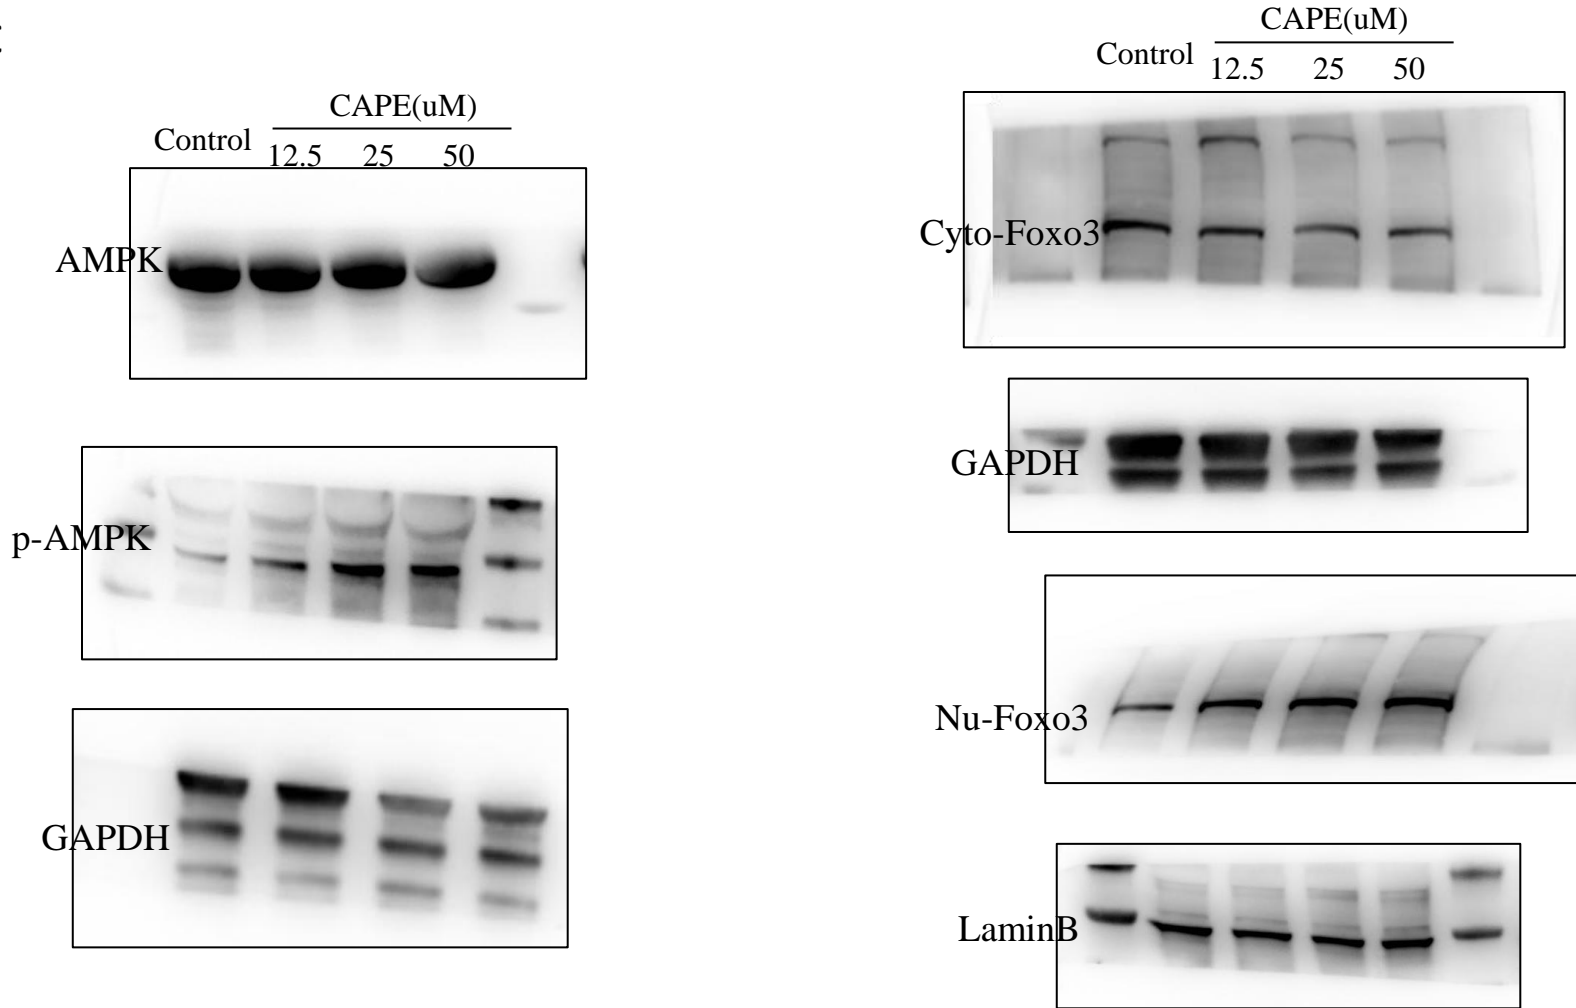 :
CAPE(uM)
Control
12.5 25 50
AMPK
p-AMPK
GAPDH
CAPE(uM)
Control
12.5 25 50
Cyto-Foxo3
GAPDH
Nu-Foxo3
LaminB